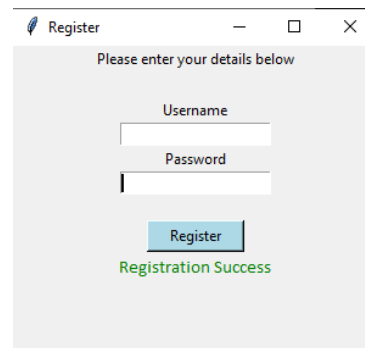 Register
Please enter your details below
Username
Password
Register
Registration Success